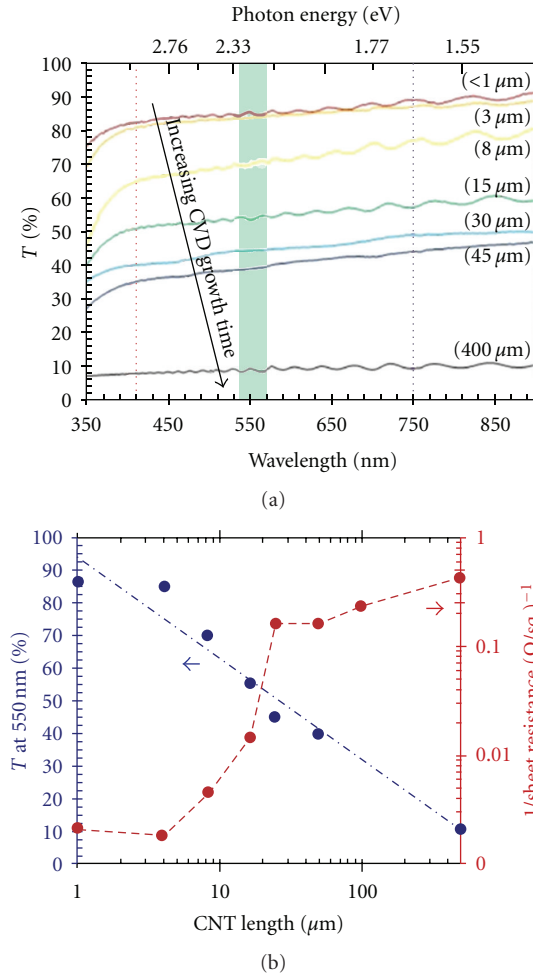 Photon energy (eV)
2.76 2.33 1.77 1.55
100
90
80
70
60
50
40
30
20
10
0
T (%)
Increasing CVD growth time
(<1 μm)
(3 μm)
(8 μm)
(15 μm)
(30 μm)
(45 μm)
(400 μm)
350 450 550 650 750 850
Wavelength (nm)
(a)
100
90
80
70
60
50
40
30
20
10
0
T at 550 nm (%)
1
0.1
0.01
0
1/sheet resistance (Ω/sq.)⁻¹
1 10 100
CNT length (μm)
(b)